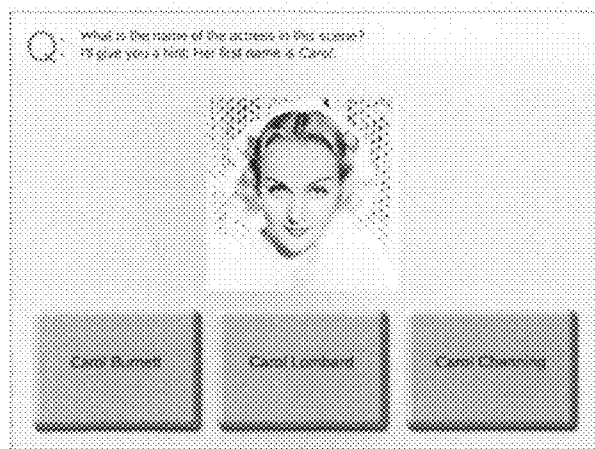 Q:
What is the name of the actress in this scene?
I'll give you a hint: Her first name is Carol.
Carol Burnett
Carol Lombard
Carol Channing